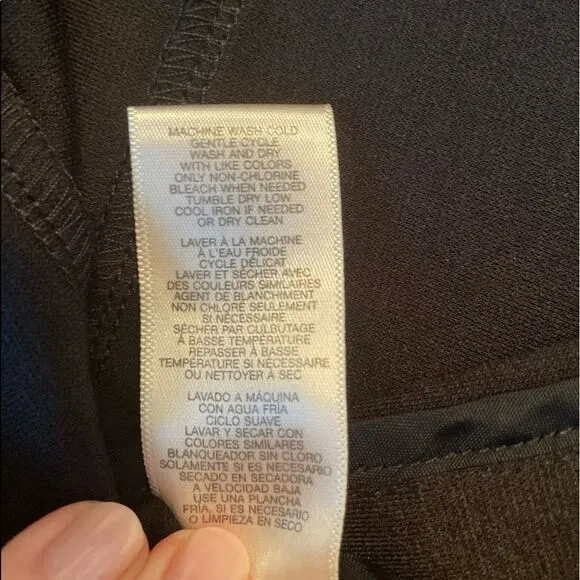 MACHINE WASH COLD
GENTLE CYCLE
WASH AND DRY
WITH LIKE COLORS
ONLY NON-CHLORINE
BLEACH WHEN NEEDED
TUMBLE DRY LOW
COOL IRON IF NEEDED
OR DRY CLEAN
LAVER À LA MACHINE
À L'EAU FROIDE
CYCLE DÉLICAT
LAVER ET SÉCHER AVEC
DES COULEURS SIMILAIRES
AGENT DE BLANCHIMENT
NON CHLORÉ SEULEMENT
SI NÉCESSAIRE
SÉCHER PAR CULBUTAGE
À BASSE TEMPÉRATURE
REPASSER À BASSE
TEMPÉRATURE SI NÉCESSAIRE
OU NETTOYER À SEC
LAVADO A MÁQUINA
CON AGUA FRÍA
CICLO SUAVE
LAVAR Y SECAR CON
COLORES SIMILARES
BLANQUEADOR SIN CLORO
SOLAMENTE SI ES NECESARIO
SECADO EN SECADORA
A VELOCIDAD BAJA
USE UNA PLANCHA
FRÍA, SI ES NECESARIO
O LIMPIEZA EN SECO